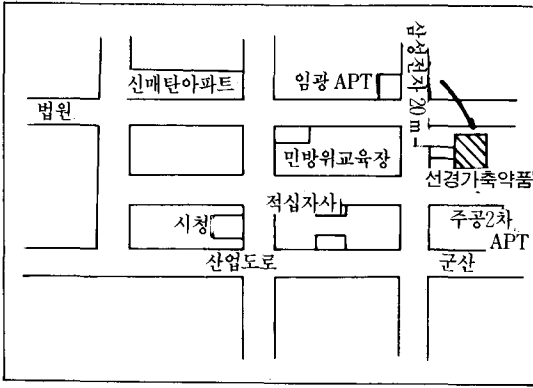 삼성전자 20m
신매탄아파트
임광 APT
법원
민방위교육장
선경가축약품
적십자사
시청
주공2차
APT
산업도로
군산